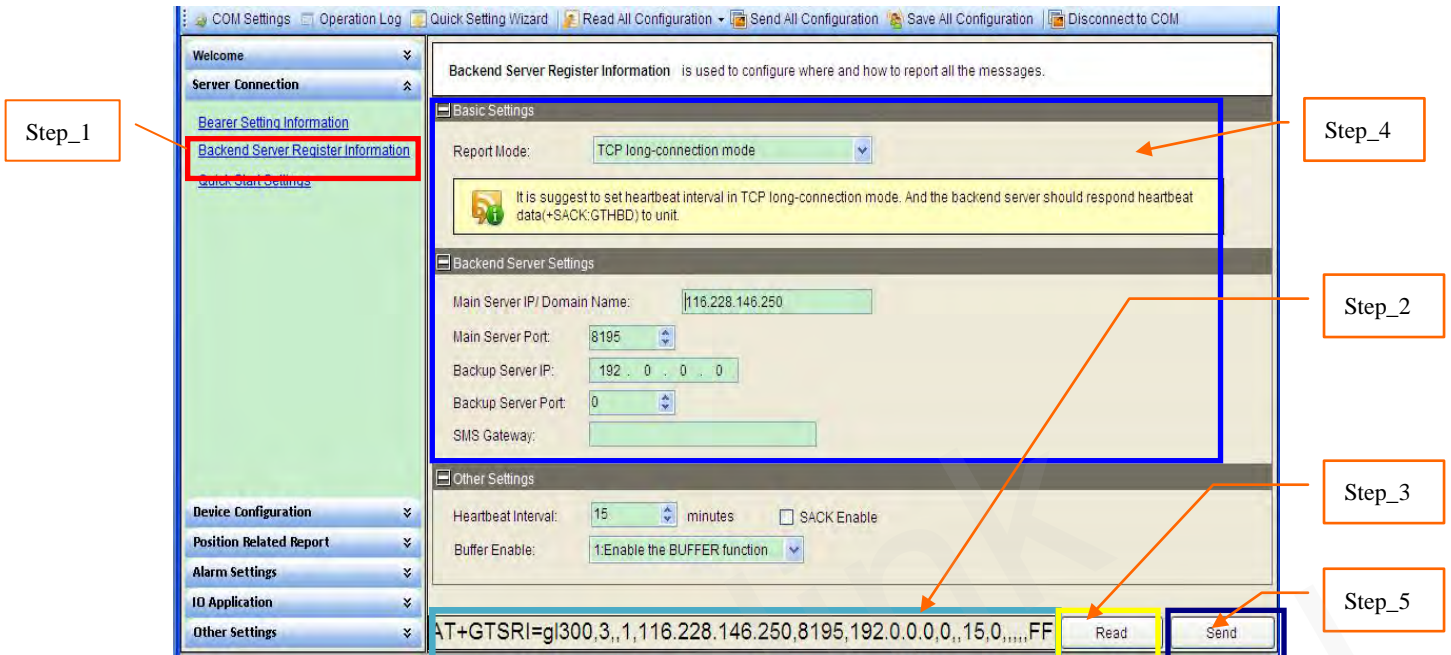 COM Settings Operation Log Quick Setting Wizard Read All Configuration Send All Configuration Save All Configuration Disconnect to COM
Welcome
Server Connection
Bearer Setting Information
Backend Server Register Information
Quick Start Settings
Device Configuration
Position Related Report
Alarm Settings
IO Application
Other Settings
Backend Server Register Information is used to configure where and how to report all the messages.
Basic Settings
Report Mode: TCP long-connection mode
It is suggest to set heartbeat interval in TCP long-connection mode. And the backend server should respond heartbeat
data(+SACK:GTHBD) to unit.
Backend Server Settings
Main Server IP/ Domain Name: 116.228.146.250
Main Server Port: 8195
Backup Server IP: 192 . 0 . 0 . 0
Backup Server Port: 0
SMS Gateway:
Other Settings
Heartbeat Interval: 15 minutes SACK Enable
Buffer Enable: 1:Enable the BUFFER function
AT+GTSRI=gl300,3,,1,116.228.146.250,8195,192.0.0.0,0,,15,0,,,,,FF Read Send
Step_1
Step_4
Step_2
Step_3
Step_5